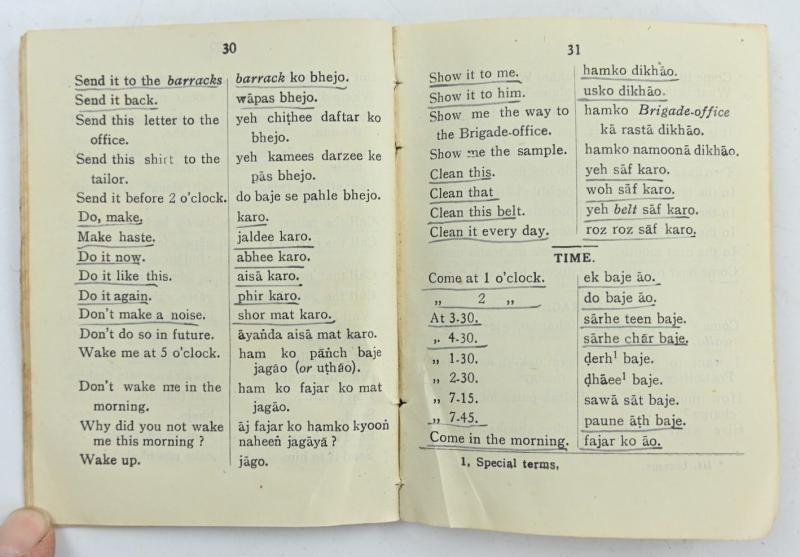 30
Send it to the barracks barrack ko bhejo.
Send it back. wāpas bhejo.
Send this letter to the yeh chiṭhee daftar ko
office. bhejo.
Send this shirt to the yeh kamees darzee ke
tailor. pās bhejo.
Send it before 2 o'clock. do baje se pahle bhejo.
Do, make. karo.
Make haste. jaldee karo.
Do it now. abhee karo.
Do it like this. aisā karo.
Do it again. phir karo.
Don't make a noise. shor mat karo.
Don't do so in future. āyanda aisā mat karo.
Wake me at 5 o'clock. ham ko pāṅch baje
jagāo (or uṭhāo).
Don't wake me in the ham ko fajar ko mat
morning. jagāo.
Why did you not wake āj fajar ko hamko kyooṅ
me this morning ? naheeṅ jagāyā ?
Wake up. jāgo.
31
Show it to me. hamko dikhāo.
Show it to him. usko dikhāo.
Show me the way to hamko Brigade-office
the Brigade-office. kā rastā dikhāo.
Show me the sample. hamko namoonā dikhāo.
Clean this. yeh sāf karo.
Clean that woh sāf karo.
Clean this belt. yeh belt sāf karo.
Clean it every day. roz roz sāf karo.
TIME.
Come at 1 o'clock. ek baje āo.
„ 2 „ do baje āo.
At 3-30. sārhe teen baje.
„ 4-30. sārhe chār baje.
„ 1-30. ḍerh¹ baje.
„ 2-30. ḍhāee¹ baje.
„ 7-15. sawā sāt baje.
„ 7-45. paune āṭh baje.
Come in the morning. fajar ko āo.
1, Special terms,